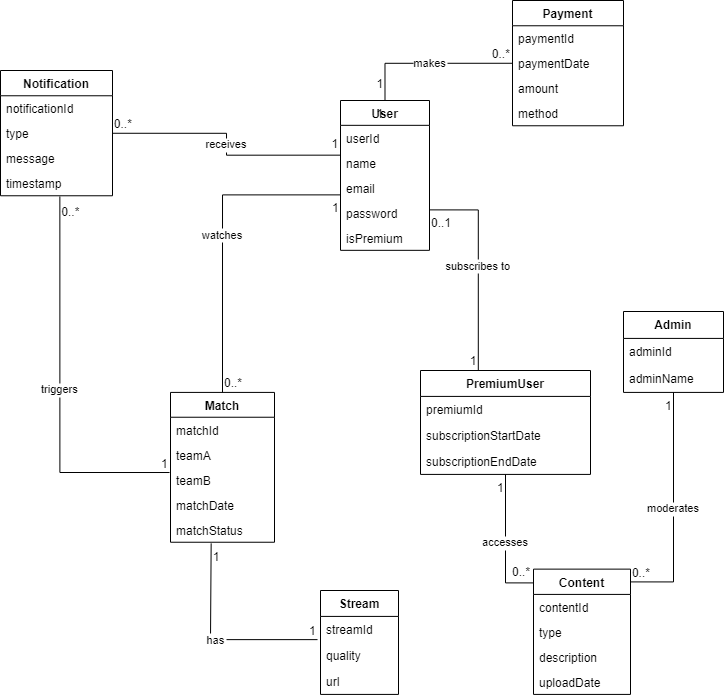 Payment
paymentId
paymentDate
amount
method
makes
0..*
1
Notification
notificationId
type
message
timestamp
0..*
receives
1
User
1
userId
name
email
password
isPremium
1
watches
0..*
0..1
subscribes to
1
0..*
triggers
1
Match
matchId
teamA
teamB
matchDate
matchStatus
PremiumUser
premiumId
subscriptionStartDate
subscriptionEndDate
Admin
adminId
adminName
1
moderates
0..*
1
accesses
0..*
Content
contentId
type
description
uploadDate
1
has
1
Stream
streamId
quality
url